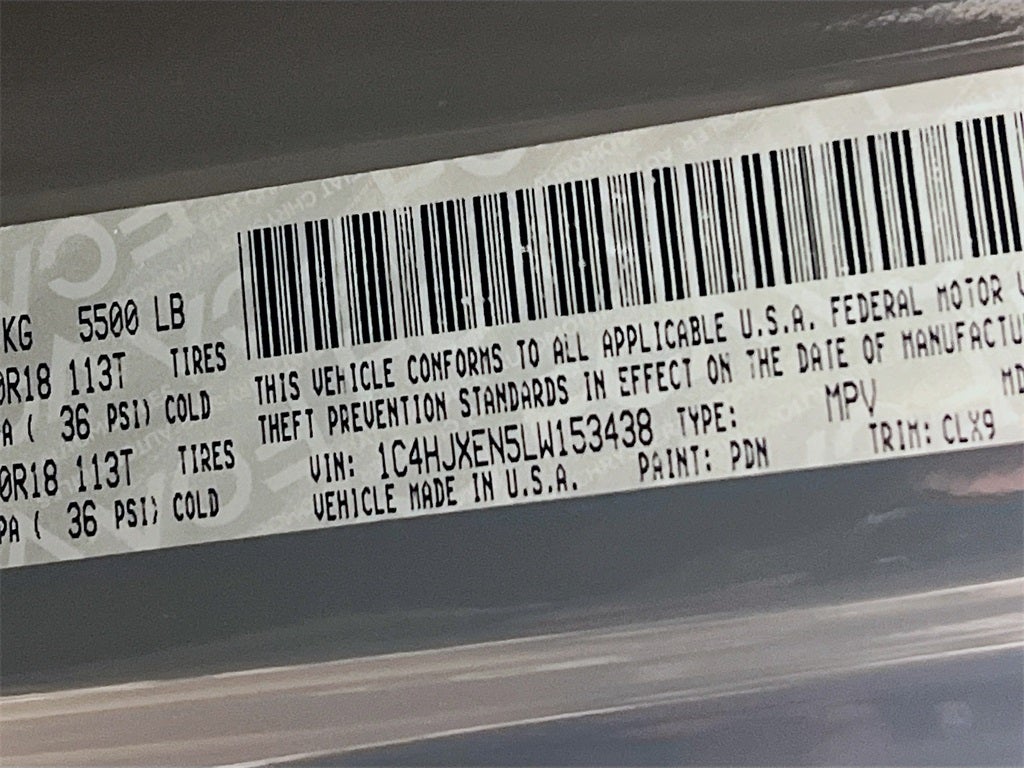 KG 5500 LB
0R18 113T TIRES
PA ( 36 PSI) COLD
0R18 113T TIRES
PA ( 36 PSI) COLD
THIS VEHICLE CONFORMS TO ALL APPLICABLE U.S.A. FEDERAL MOTOR
THEFT PREVENTION STANDARDS IN EFFECT ON THE DATE OF MANUFACTU
VIN: 1C4HJXEN5LW153438 TYPE: MPV MD
VEHICLE MADE IN U.S.A. PAINT: PDN TRIM: CLX9